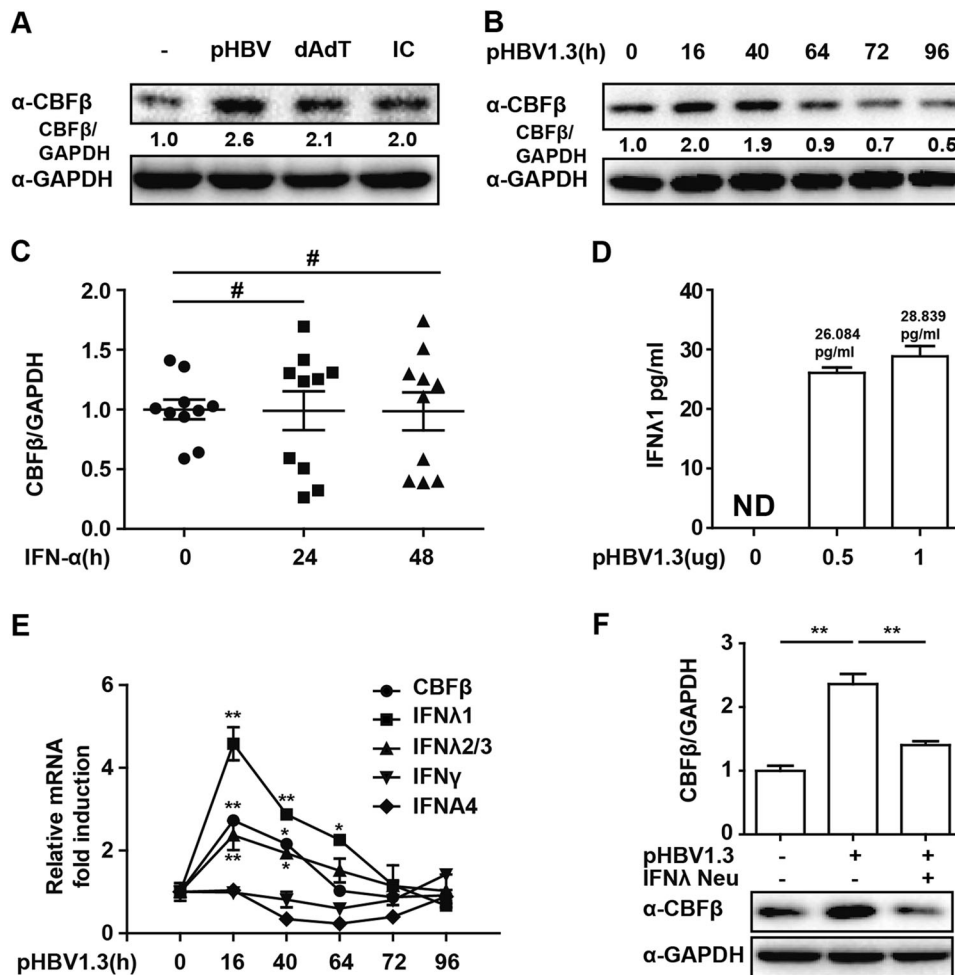 A
- pHBV dAdT IC
α-CBFβ
CBFβ/
GAPDH
1.0 2.6 2.1 2.0
α-GAPDH
B
pHBV1.3(h) 0 16 40 64 72 96
α-CBFβ
CBFβ/
GAPDH
1.0 2.0 1.9 0.9 0.7 0.5
α-GAPDH
C
#
#
2.0
1.5
1.0
0.5
0.0
CBFβ/GAPDH
IFN-α(h) 0 24 48
D
40
30
20
10
0
IFNλ1 pg/ml
26.084
pg/ml
28.839
pg/ml
ND
pHBV1.3(ug) 0 0.5 1
E
6
4
2
0
Relative mRNA
fold induction
CBFβ
IFNλ1
IFNλ2/3
IFNγ
IFNA4
**
**
**
**
*
*
*
pHBV1.3(h) 0 16 40 64 72 96
F
** **
3
2
1
0
CBFβ/GAPDH
pHBV1.3 - + +
IFNλ Neu - - +
α-CBFβ
α-GAPDH